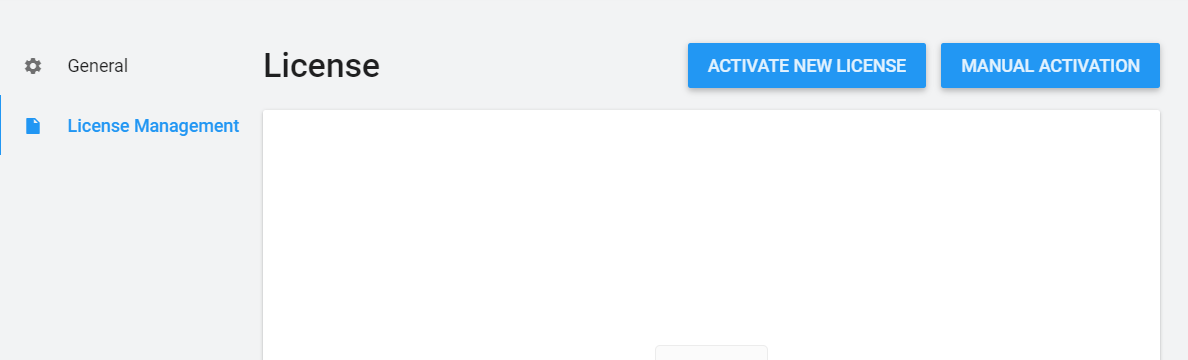 General
License Management
License
ACTIVATE NEW LICENSE
MANUAL ACTIVATION